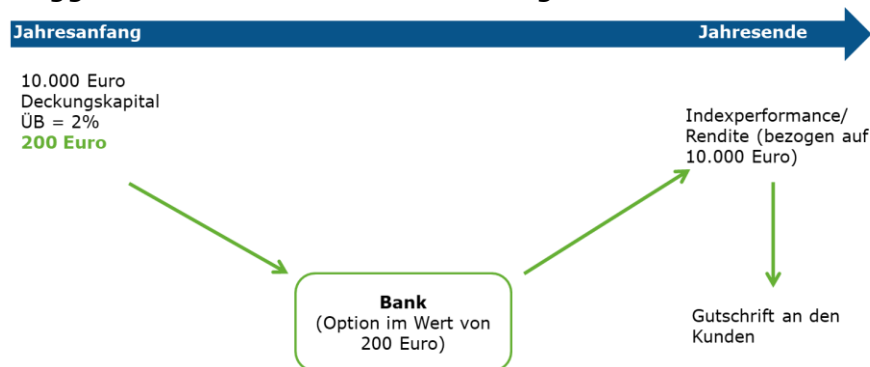 Jahresanfang
Jahresende
10.000 Euro
Deckungskapital
ÜB = 2%
200 Euro
Indexperformance/
Rendite (bezogen auf
10.000 Euro)
Bank
(Option im Wert von
200 Euro)
Gutschrift an den
Kunden